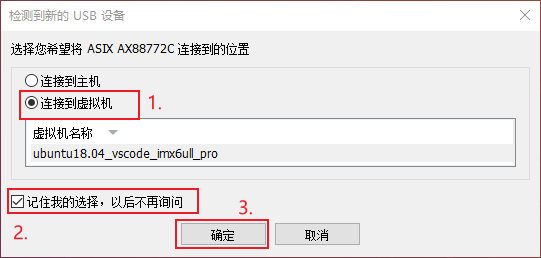 检测到新的 USB 设备
选择您希望将 ASIX AX88772C 连接到的位置
连接到主机
连接到虚拟机 1.
虚拟机名称
ubuntu18.04_vscode_imx6ull_pro
记住我的选择，以后不再询问
2.
3.
确定 取消